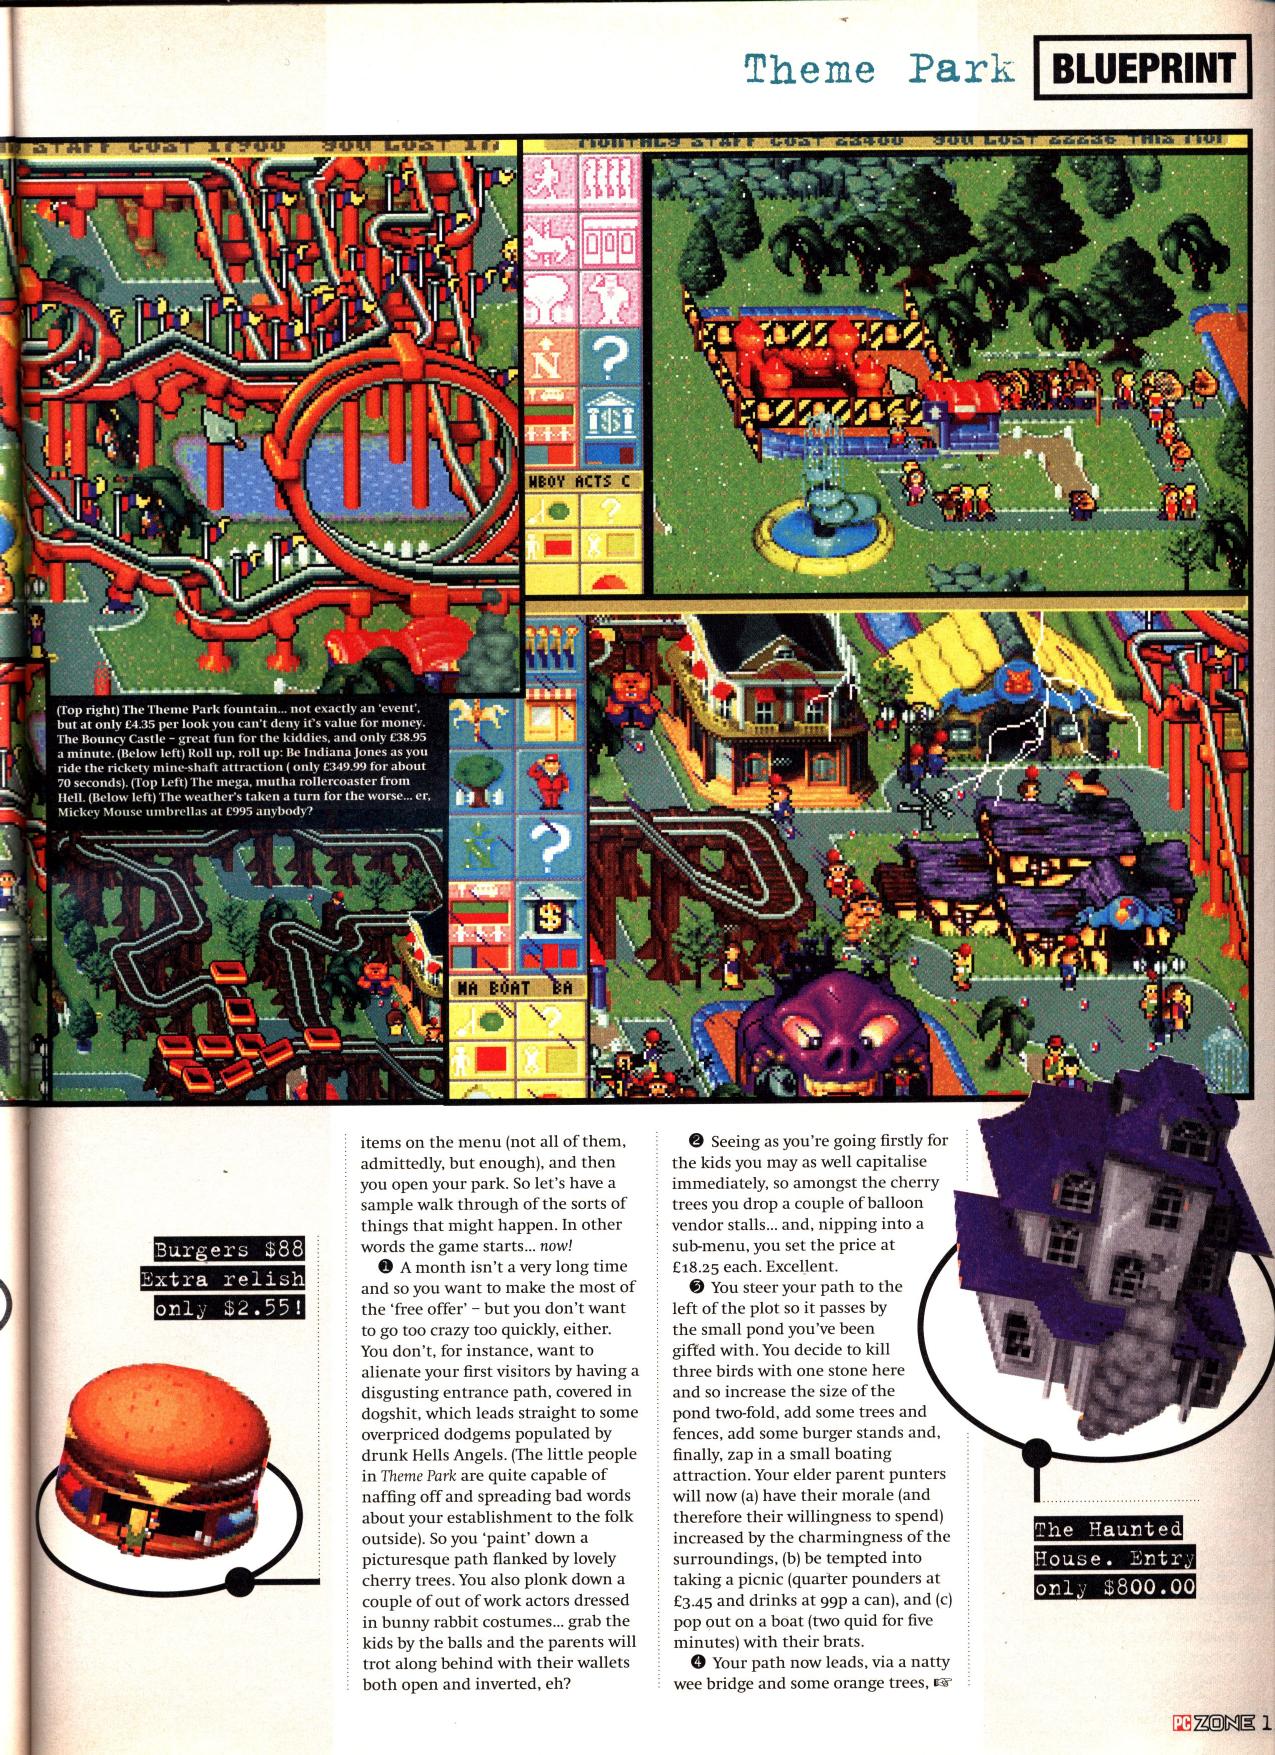 Theme Park BLUEPRINT
STAFF COST 17900 YOU LOST 17
MONTHLY STAFF COST 23400 YOU LOST 22236 THIS MON
N
?
$
NBOY ACTS C
?
(Top right) The Theme Park fountain... not exactly an 'event',
but at only £4.35 per look you can't deny it's value for money.
The Bouncy Castle – great fun for the kiddies, and only £38.95
a minute. (Below left) Roll up, roll up: Be Indiana Jones as you
ride the rickety mine-shaft attraction ( only £349.99 for about
70 seconds). (Top Left) The mega, mutha rollercoaster from
Hell. (Below left) The weather's taken a turn for the worse... er,
Mickey Mouse umbrellas at £995 anybody?
N
?
$
NA BOAT BA
?
Burgers $88
Extra relish
only $2.55!
items on the menu (not all of them,
admittedly, but enough), and then
you open your park. So let's have a
sample walk through of the sorts of
things that might happen. In other
words the game starts... now!
❶ A month isn't a very long time
and so you want to make the most of
the 'free offer' – but you don't want
to go too crazy too quickly, either.
You don't, for instance, want to
alienate your first visitors by having a
disgusting entrance path, covered in
dogshit, which leads straight to some
overpriced dodgems populated by
drunk Hells Angels. (The little people
in Theme Park are quite capable of
naffing off and spreading bad words
about your establishment to the folk
outside). So you 'paint' down a
picturesque path flanked by lovely
cherry trees. You also plonk down a
couple of out of work actors dressed
in bunny rabbit costumes... grab the
kids by the balls and the parents will
trot along behind with their wallets
both open and inverted, eh?
❷ Seeing as you're going firstly for
the kids you may as well capitalise
immediately, so amongst the cherry
trees you drop a couple of balloon
vendor stalls... and, nipping into a
sub-menu, you set the price at
£18.25 each. Excellent.
❸ You steer your path to the
left of the plot so it passes by
the small pond you've been
gifted with. You decide to kill
three birds with one stone here
and so increase the size of the
pond two-fold, add some trees and
fences, add some burger stands and,
finally, zap in a small boating
attraction. Your elder parent punters
will now (a) have their morale (and
therefore their willingness to spend)
increased by the charmingness of the
surroundings, (b) be tempted into
taking a picnic (quarter pounders at
£3.45 and drinks at 99p a can), and (c)
pop out on a boat (two quid for five
minutes) with their brats.
❹ Your path now leads, via a natty
wee bridge and some orange trees, ☞
The Haunted
House. Entry
only $800.00
PC ZONE 1